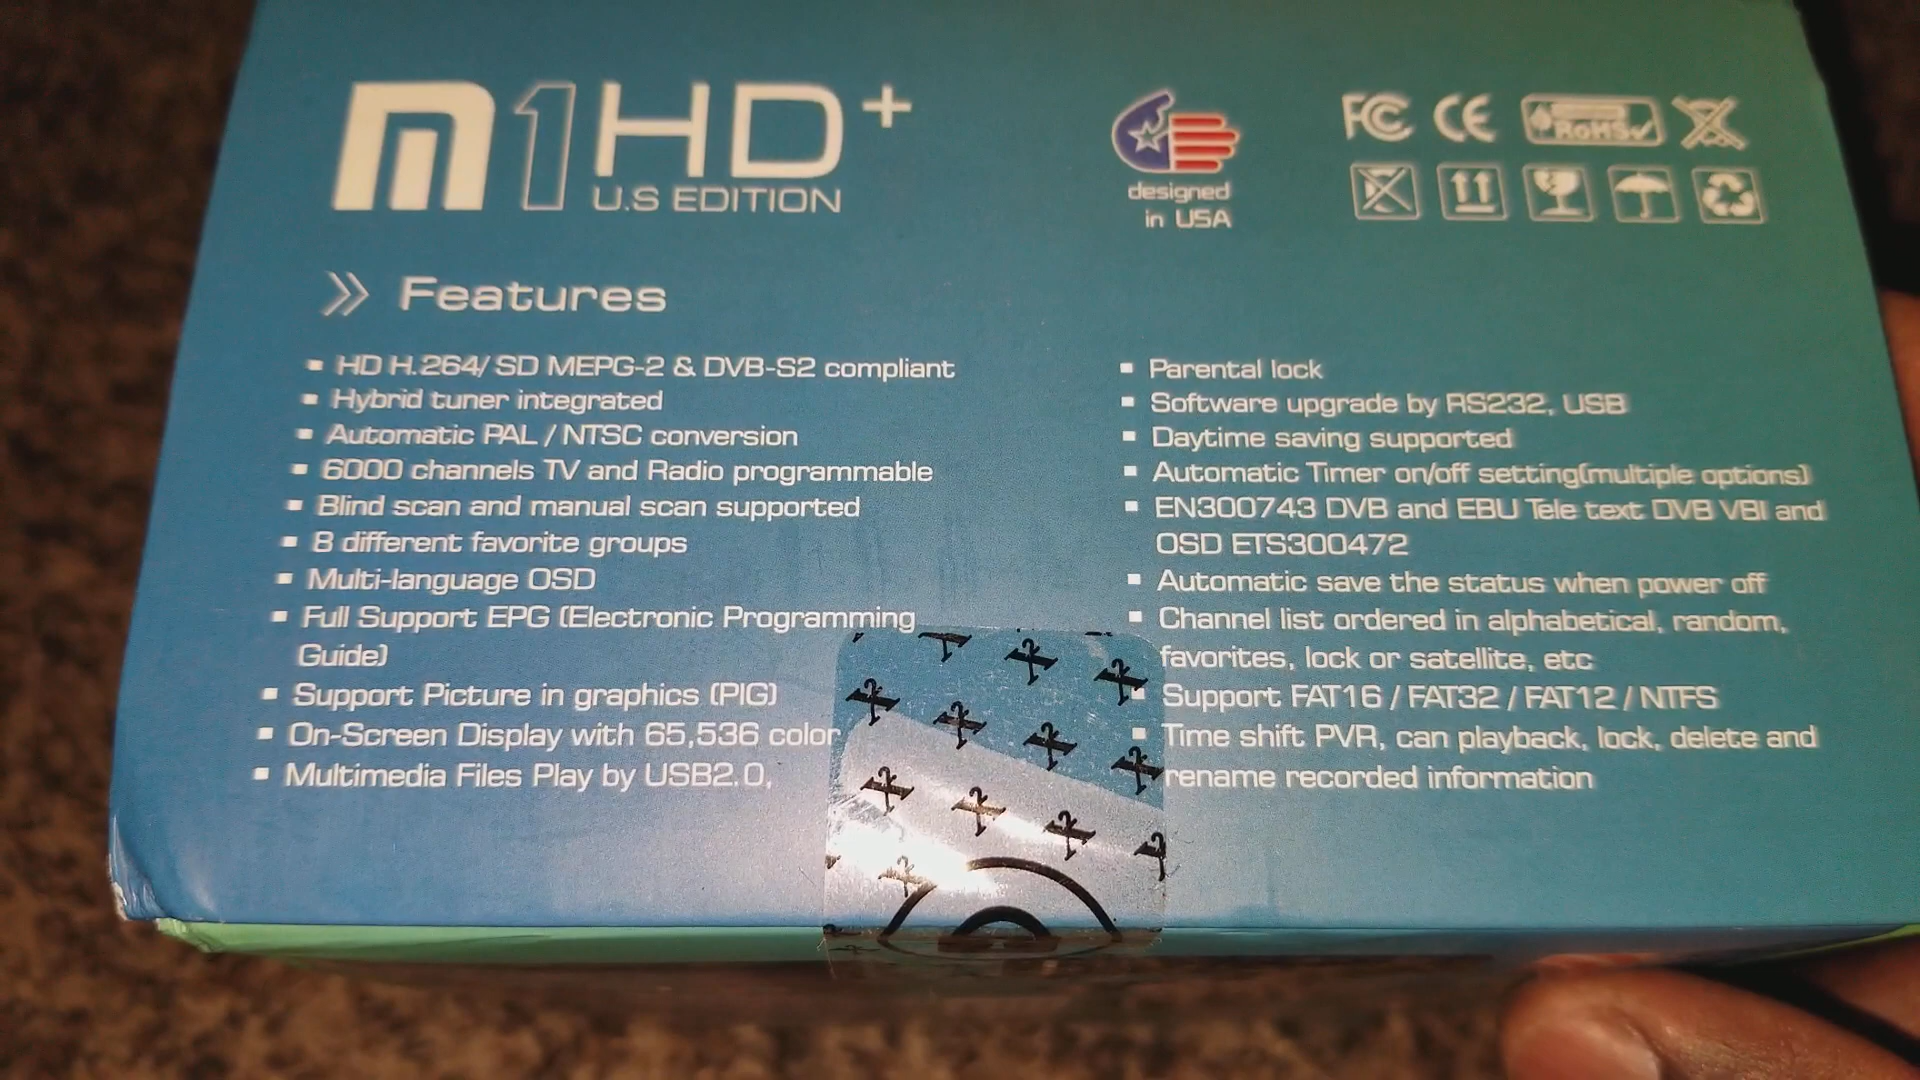 m1HD+
U.S EDITION
designed
in USA
FC CE RoHS
Features
HD H.264/ SD MEPG-2 & DVB-S2 compliant
Hybrid tuner integrated
Automatic PAL / NTSC conversion
6000 channels TV and Radio programmable
Blind scan and manual scan supported
8 different favorite groups
Multi-language OSD
Full Support EPG (Electronic Programming
Guide)
Support Picture in graphics (PIG)
On-Screen Display with 65,536 color
Multimedia Files Play by USB2.0,
Parental lock
Software upgrade by RS232, USB
Daytime saving supported
Automatic Timer on/off setting(multiple options)
EN300743 DVB and EBU Tele text DVB VBI and
OSD ETS300472
Automatic save the status when power off
Channel list ordered in alphabetical, random,
favorites, lock or satellite, etc
Support FAT16 / FAT32 / FAT12 / NTFS
Time shift PVR, can playback, lock, delete and
rename recorded information